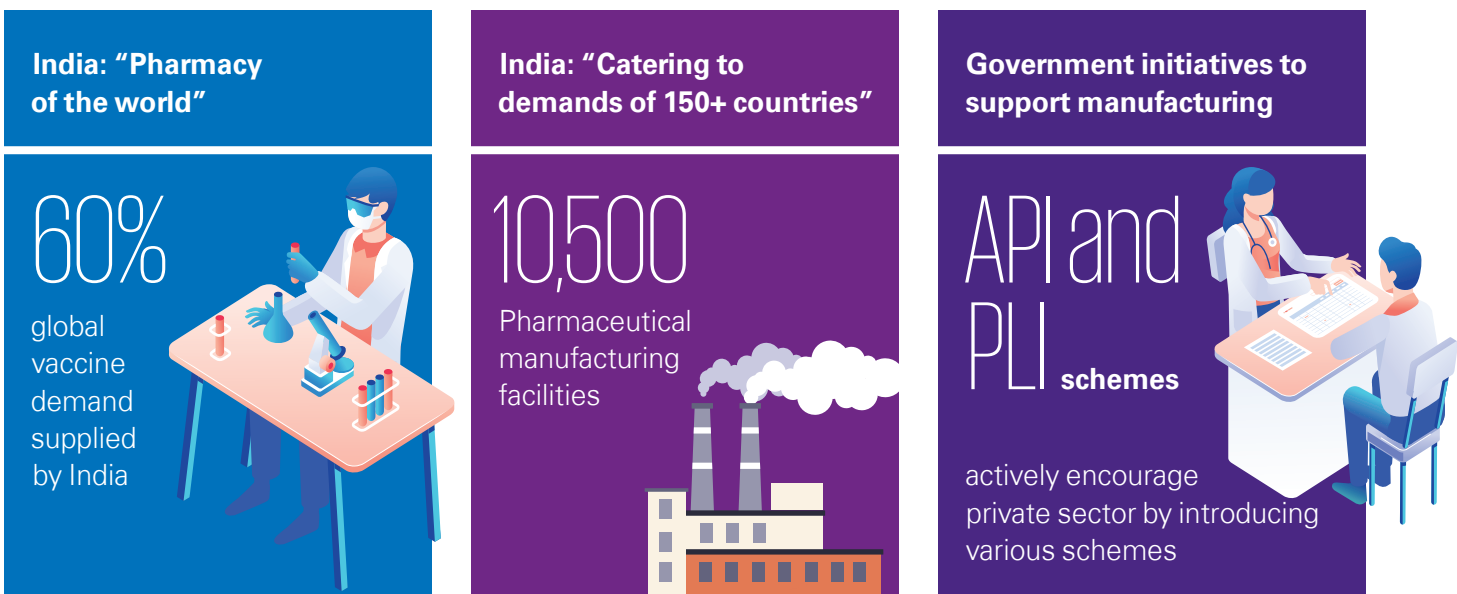 India: “Pharmacy
of the world”
60%
global
vaccine
demand
supplied
by India
India: “Catering to
demands of 150+ countries”
10,500
Pharmaceutical
manufacturing
facilities
Government initiatives to
support manufacturing
API and
PLI schemes
actively encourage
private sector by introducing
various schemes